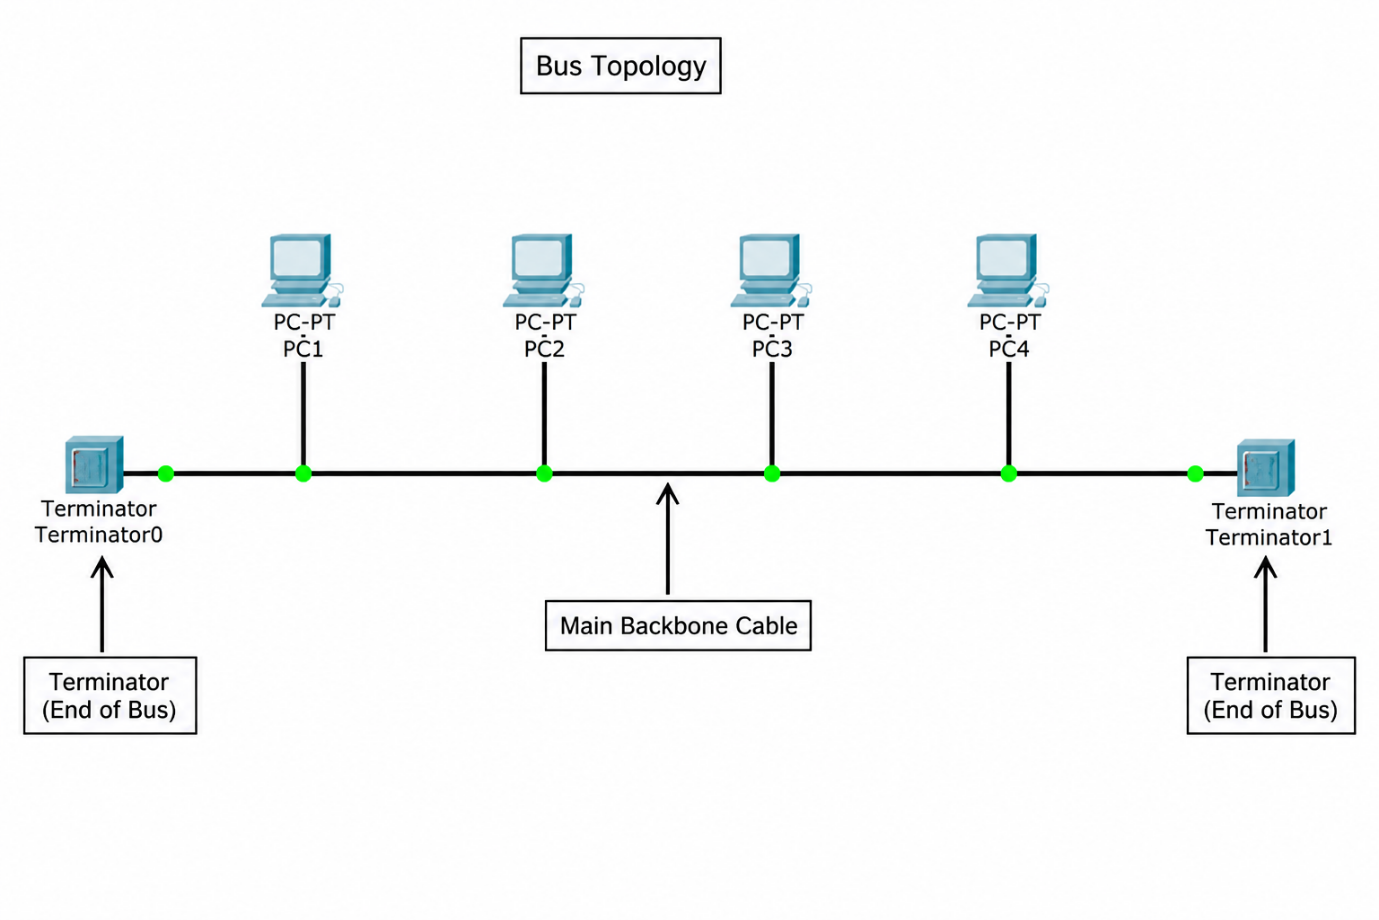 Bus Topology
PC-PT
PC1
PC-PT
PC2
PC-PT
PC3
PC-PT
PC4
Terminator
Terminator0
Terminator
Terminator1
Main Backbone Cable
Terminator
(End of Bus)
Terminator
(End of Bus)